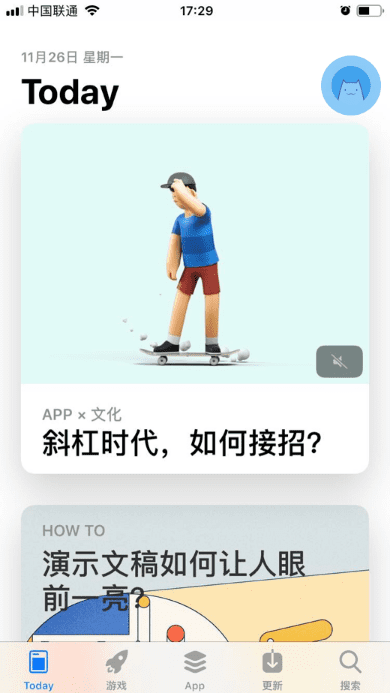 中国联通
17:29
11月26日 星期一
Today
APP × 文化
斜杠时代，如何接招?
HOW TO
演示文稿如何让人眼
前一亮?
Today
游戏
App
更新
搜索